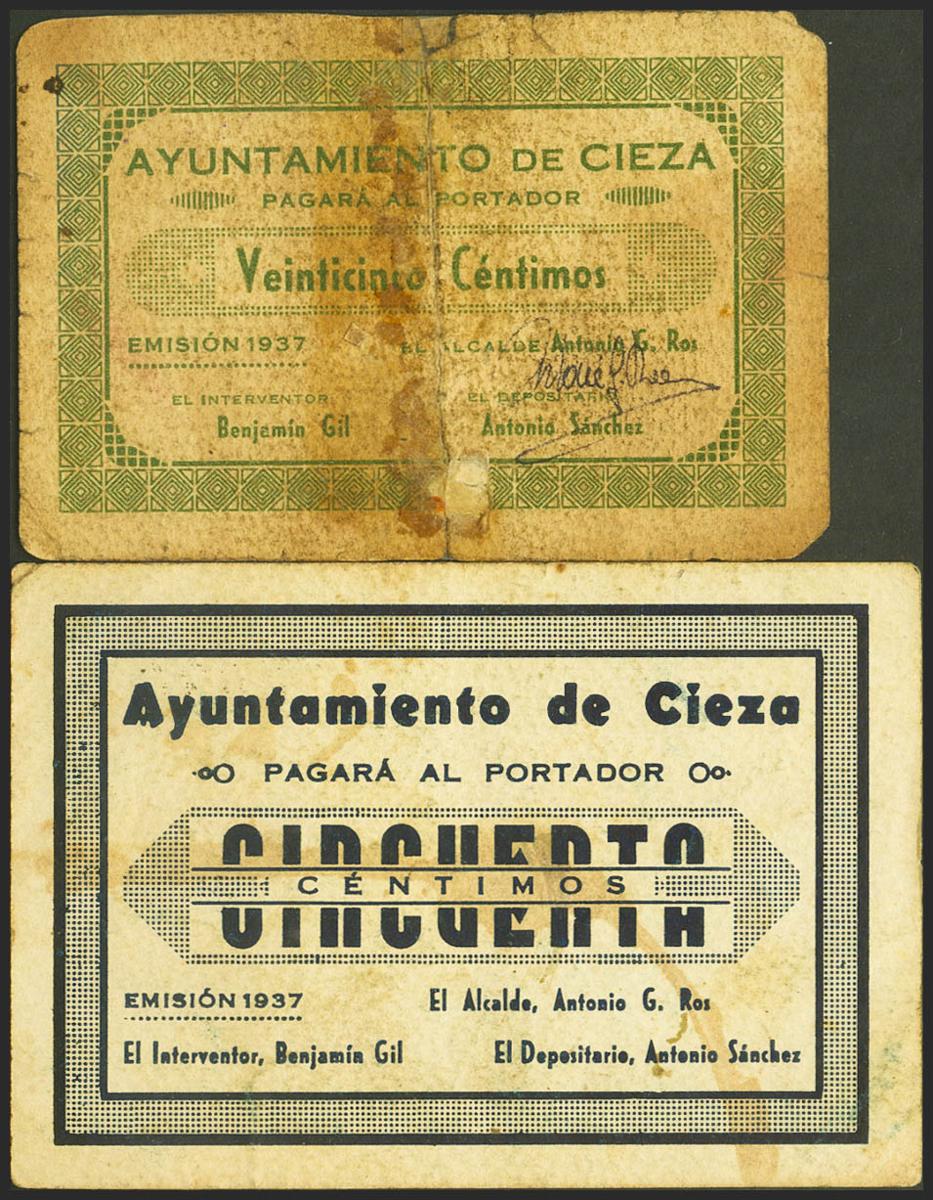 AYUNTAMIENTO DE CIEZA
PAGARÁ AL PORTADOR
Veinticinco Céntimos
EMISIÓN 1937
EL ALCALDE Antonio G. Ros
EL INTERVENTOR
EL DEPOSITARIO
Benjamín Gil
Antonio Sánchez
Ayuntamiento de Cieza
PAGARÁ AL PORTADOR
CINCUENTA
CÉNTIMOS
EMISIÓN 1937
El Alcalde, Antonio G. Ros
El Interventor, Benjamín Gil
El Depositario, Antonio Sánchez